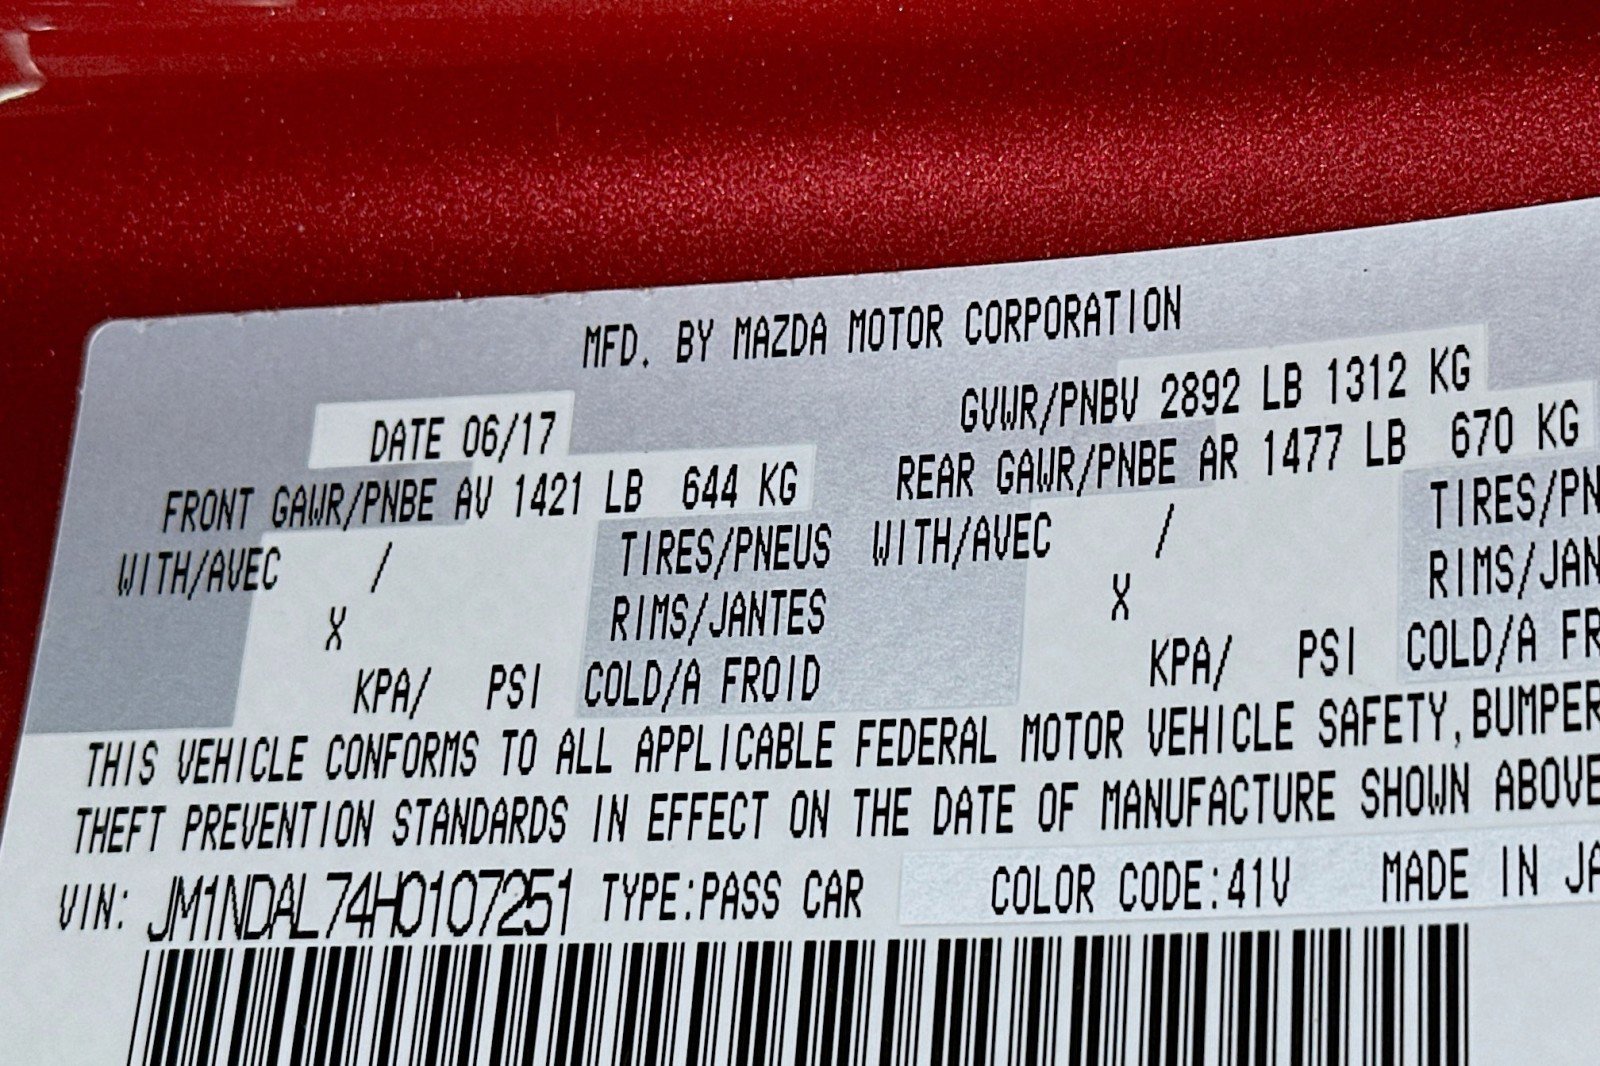 MFD. BY MAZDA MOTOR CORPORATION
DATE 06/17 GVWR/PNBV 2892 LB 1312 KG
FRONT GAWR/PNBE AV 1421 LB 644 KG REAR GAWR/PNBE AR 1477 LB 670 KG
WITH/AVEC / TIRES/PNEUS WITH/AVEC / TIRES/PN
X RIMS/JANTES X RIMS/JAN
KPA/ PSI COLD/A FROID KPA/ PSI COLD/A FR
THIS VEHICLE CONFORMS TO ALL APPLICABLE FEDERAL MOTOR VEHICLE SAFETY, BUMPER
THEFT PREVENTION STANDARDS IN EFFECT ON THE DATE OF MANUFACTURE SHOWN ABOVE
VIN: JM1NDAL74H0107251 TYPE:PASS CAR COLOR CODE:41V MADE IN JA